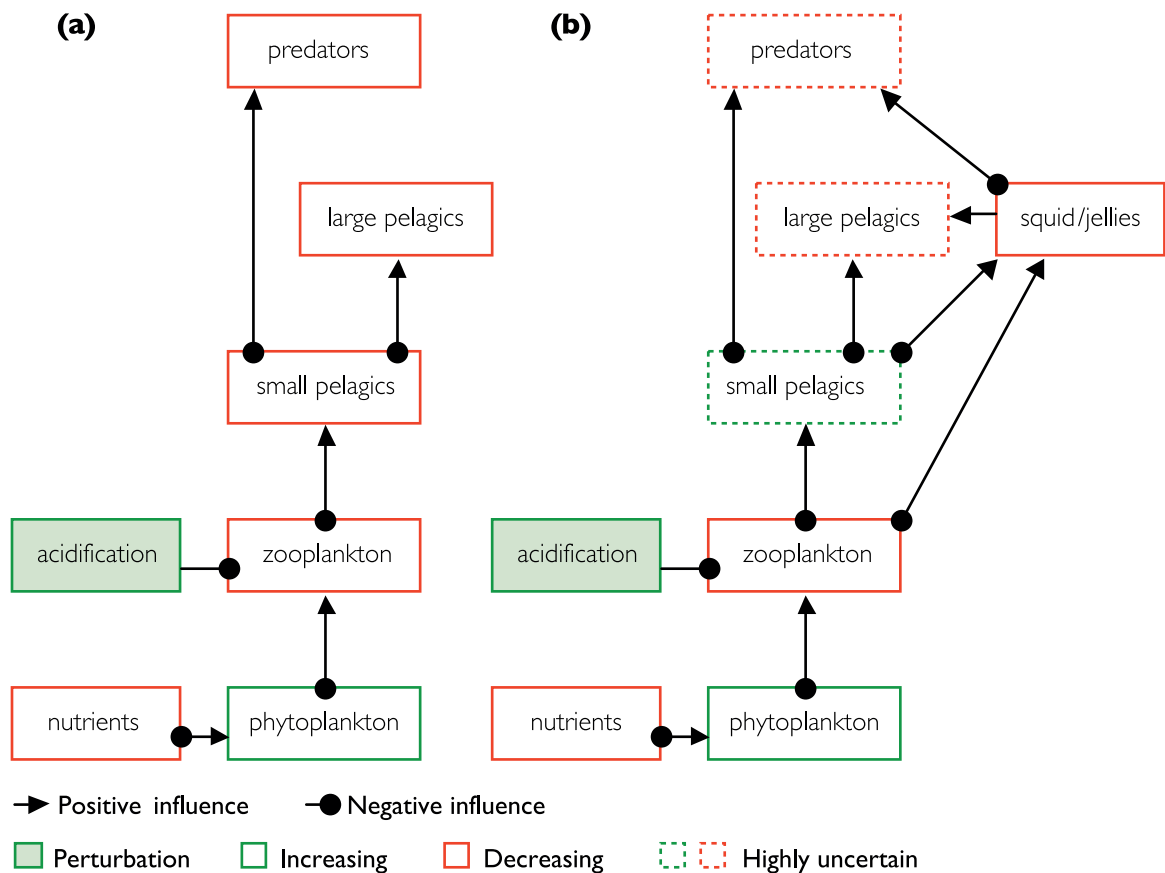 (a)
predators
large pelagics
small pelagics
acidification
zooplankton
nutrients
phytoplankton
(b)
predators
large pelagics
squid/jellies
small pelagics
acidification
zooplankton
nutrients
phytoplankton
Positive influence Negative influence
Perturbation Increasing Decreasing Highly uncertain